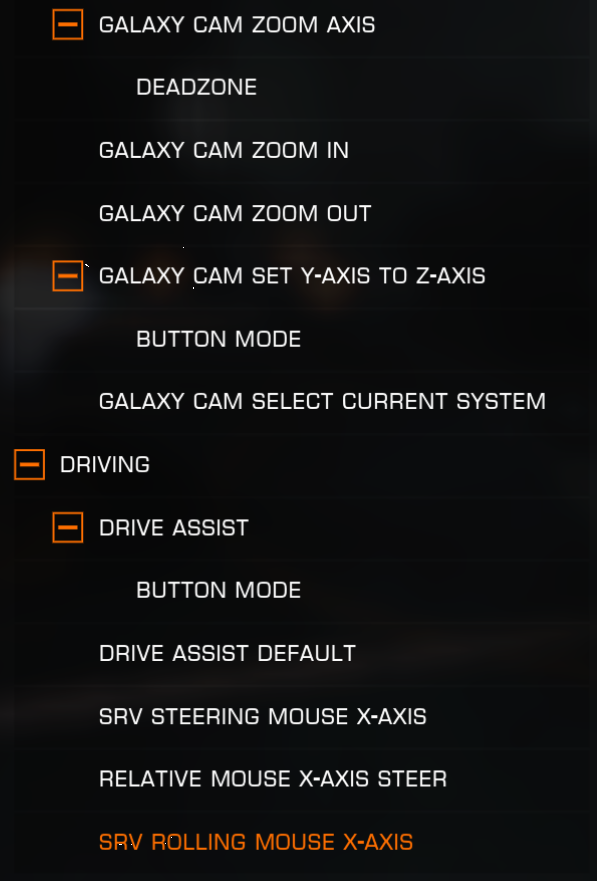 GALAXY CAM ZOOM AXIS
DEADZONE
GALAXY CAM ZOOM IN
GALAXY CAM ZOOM OUT
GALAXY CAM SET Y-AXIS TO Z-AXIS
BUTTON MODE
GALAXY CAM SELECT CURRENT SYSTEM
DRIVING
DRIVE ASSIST
BUTTON MODE
DRIVE ASSIST DEFAULT
SRV STEERING MOUSE X-AXIS
RELATIVE MOUSE X-AXIS STEER
SRV ROLLING MOUSE X-AXIS